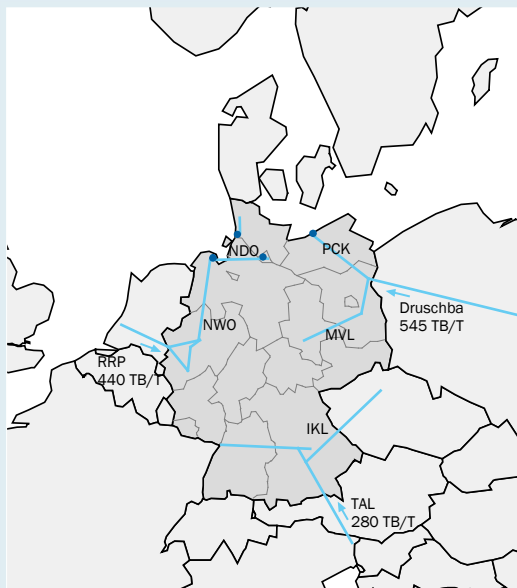 NDO
PCK
Druschba
545 TB/T
NWO
MVL
RRP
440 TB/T
IKL
TAL
280 TB/T